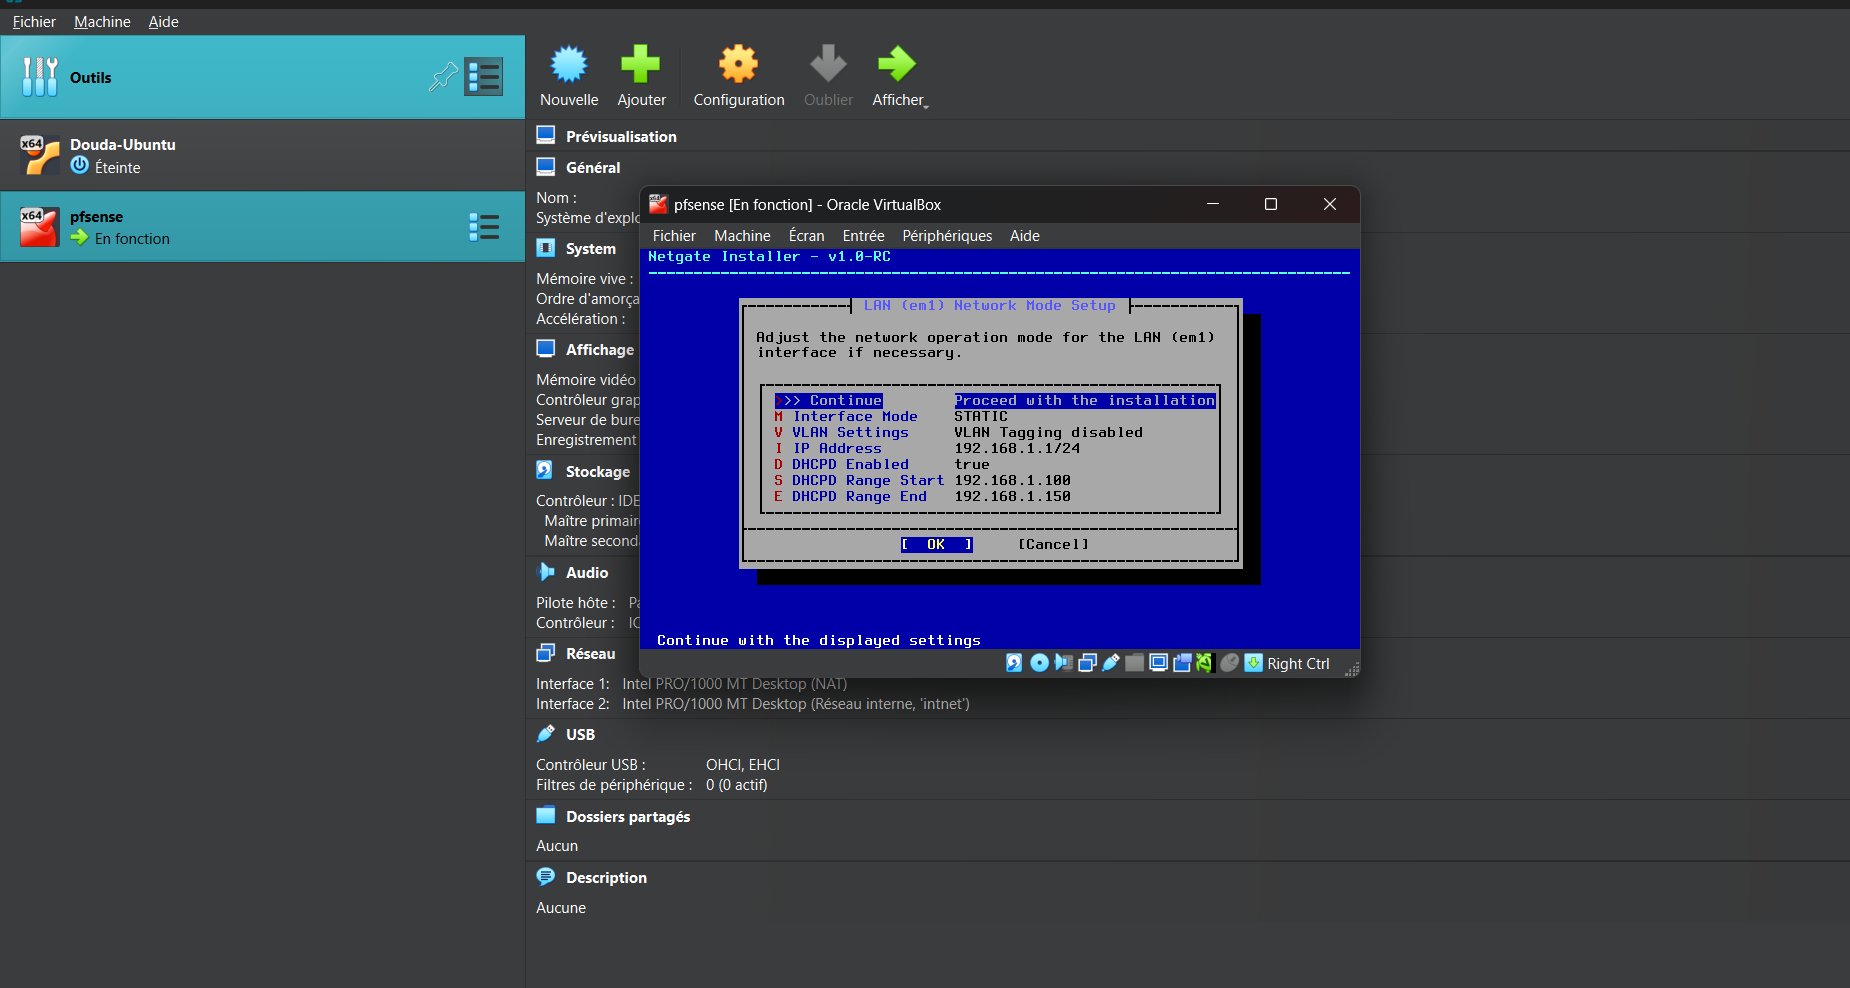 Fichier Machine Aide
Outils
Nouvelle Ajouter Configuration Oublier Afficher
Douda-Ubuntu
Éteinte
pfsense
En fonction
Prévisualisation
Général
Nom :
Système d'explo
System
Mémoire vive :
Ordre d'amorça
Accélération :
Affichage
Mémoire vidéo
Contrôleur grap
Serveur de bure
Enregistrement
Stockage
Contrôleur : IDE
Maître primair
Maître second
Audio
Pilote hôte : Pa
Contrôleur : IC
Réseau
Interface 1: Intel PRO/1000 MT Desktop (NAT)
Interface 2: Intel PRO/1000 MT Desktop (Réseau interne, 'intnet')
USB
Contrôleur USB : OHCI, EHCI
Filtres de périphérique : 0 (0 actif)
Dossiers partagés
Aucun
Description
Aucune
pfsense [En fonction] - Oracle VirtualBox
Fichier Machine Écran Entrée Périphériques Aide
Netgate Installer - v1.0-RC
LAN (em1) Network Mode Setup
Adjust the network operation mode for the LAN (em1)
interface if necessary.
>>> Continue Proceed with the installation
M Interface Mode STATIC
V VLAN Settings VLAN Tagging disabled
I IP Address 192.168.1.1/24
D DHCPD Enabled true
S DHCPD Range Start 192.168.1.100
E DHCPD Range End 192.168.1.150
[ OK ] [Cancel]
Continue with the displayed settings
Right Ctrl
x64
x64